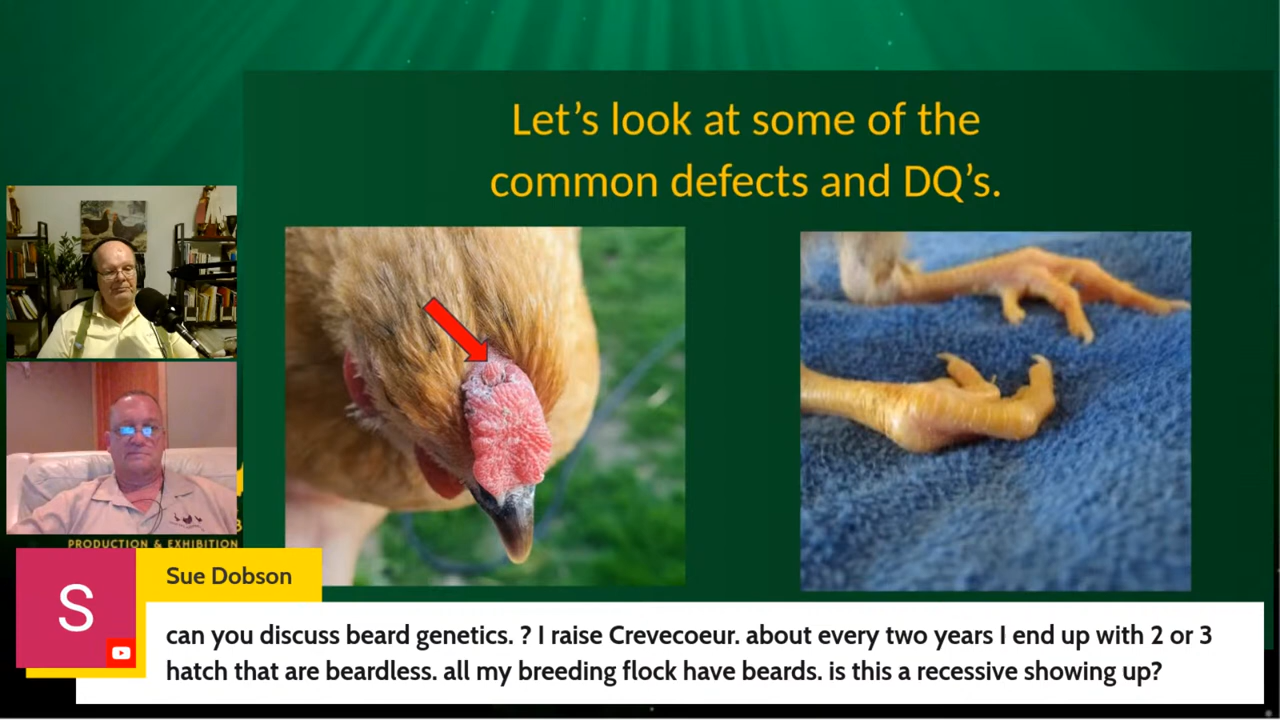 Let's look at some of the
common defects and DQ's.
PRODUCTION & EXHIBITION
S
Sue Dobson
can you discuss beard genetics. ? I raise Crevecoeur. about every two years I end up with 2 or 3
hatch that are beardless. all my breeding flock have beards. is this a recessive showing up?